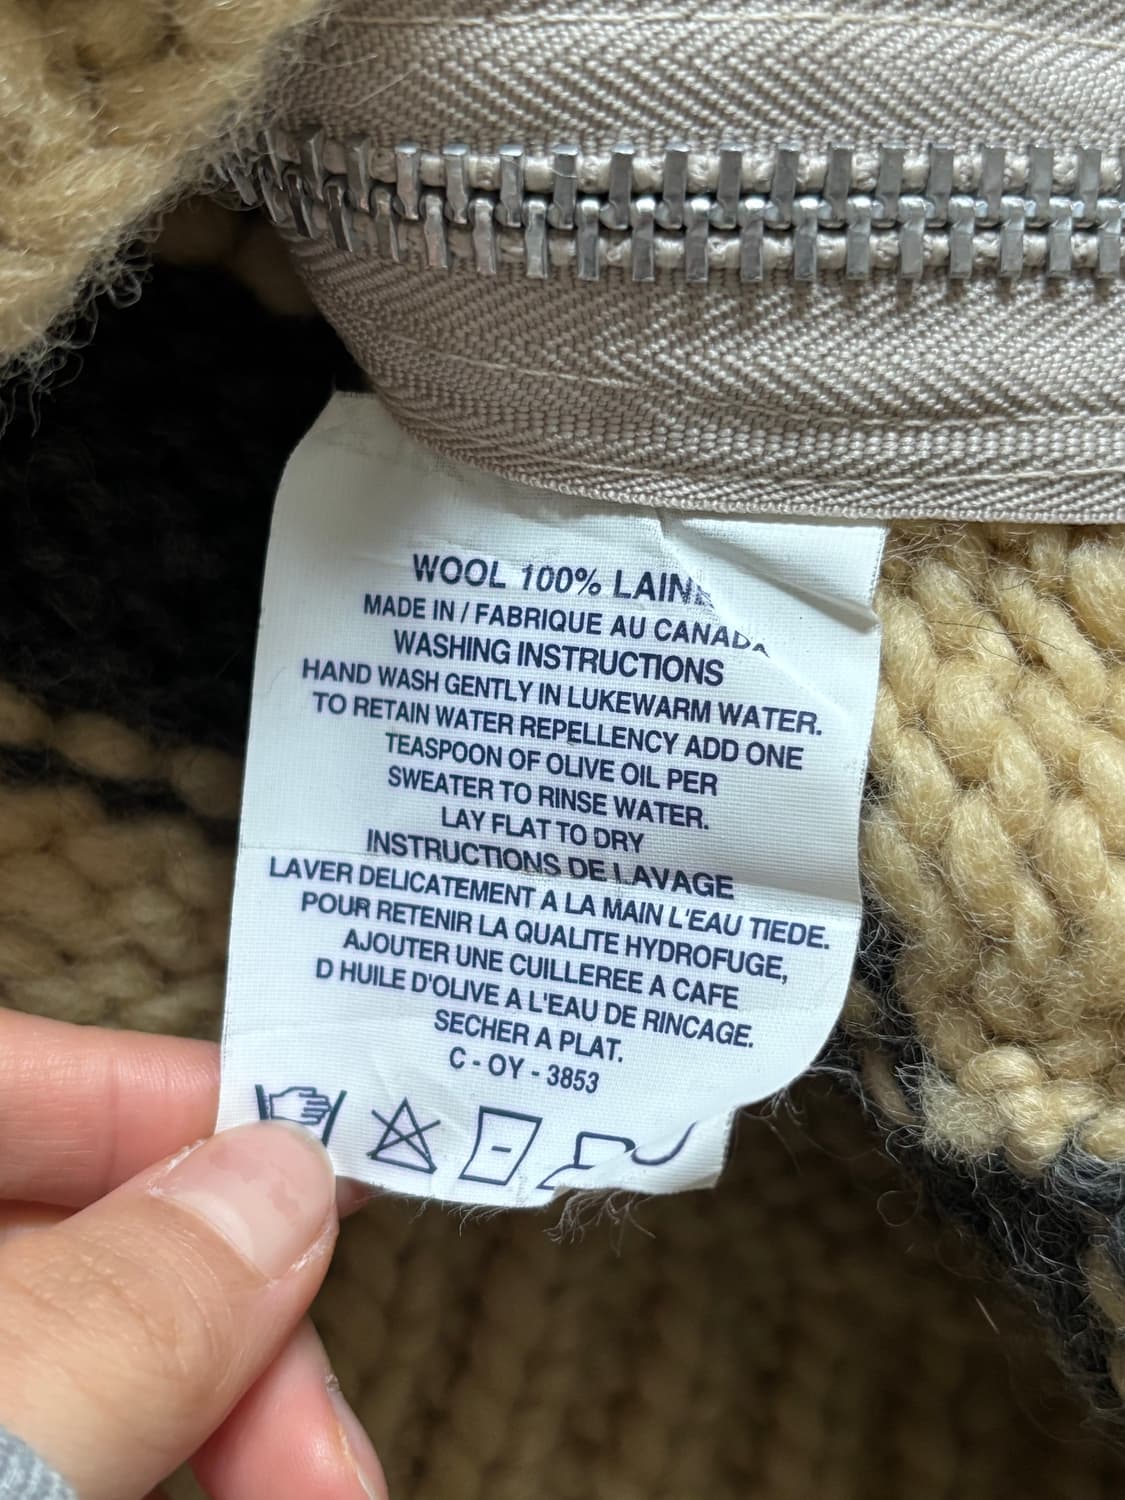 WOOL 100% LAINE
MADE IN / FABRIQUE AU CANADA
WASHING INSTRUCTIONS
HAND WASH GENTLY IN LUKEWARM WATER.
TO RETAIN WATER REPELLENCY ADD ONE
TEASPOON OF OLIVE OIL PER
SWEATER TO RINSE WATER.
LAY FLAT TO DRY
INSTRUCTIONS DE LAVAGE
LAVER DELICATEMENT A LA MAIN L'EAU TIEDE.
POUR RETENIR LA QUALITE HYDROFUGE,
AJOUTER UNE CUILLEREE A CAFE
D HUILE D'OLIVE A L'EAU DE RINCAGE.
SECHER A PLAT.
C - OY - 3853